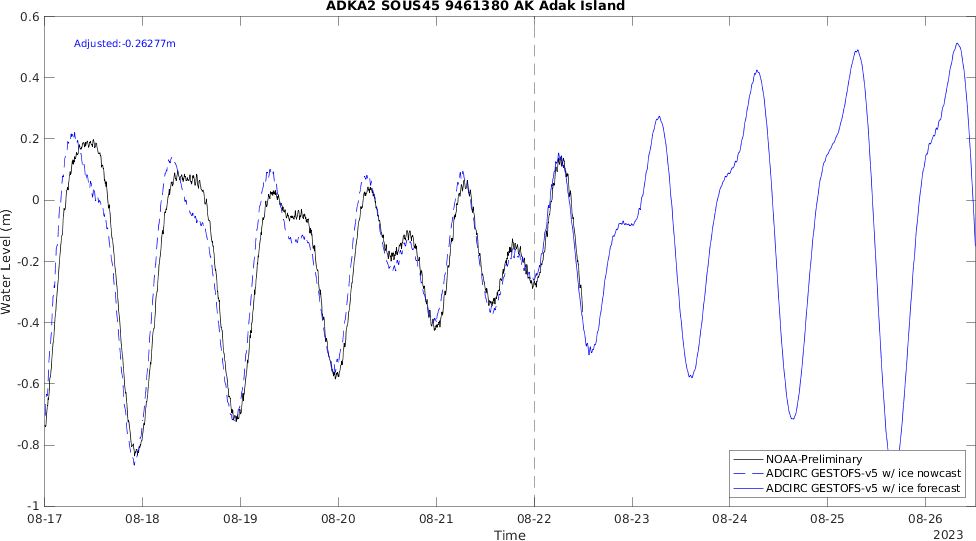 ADKA2 SOUS45 9461380 AK Adak Island
Adjusted:-0.26277m
0.6
0.4
0.2
0
-0.2
-0.4
-0.6
-0.8
-1
Water Level (m)
NOAA-Preliminary
ADCIRC GESTOFS-v5 w/ ice nowcast
ADCIRC GESTOFS-v5 w/ ice forecast
08-17 08-18 08-19 08-20 08-21 08-22 08-23 08-24 08-25 08-26
Time
2023